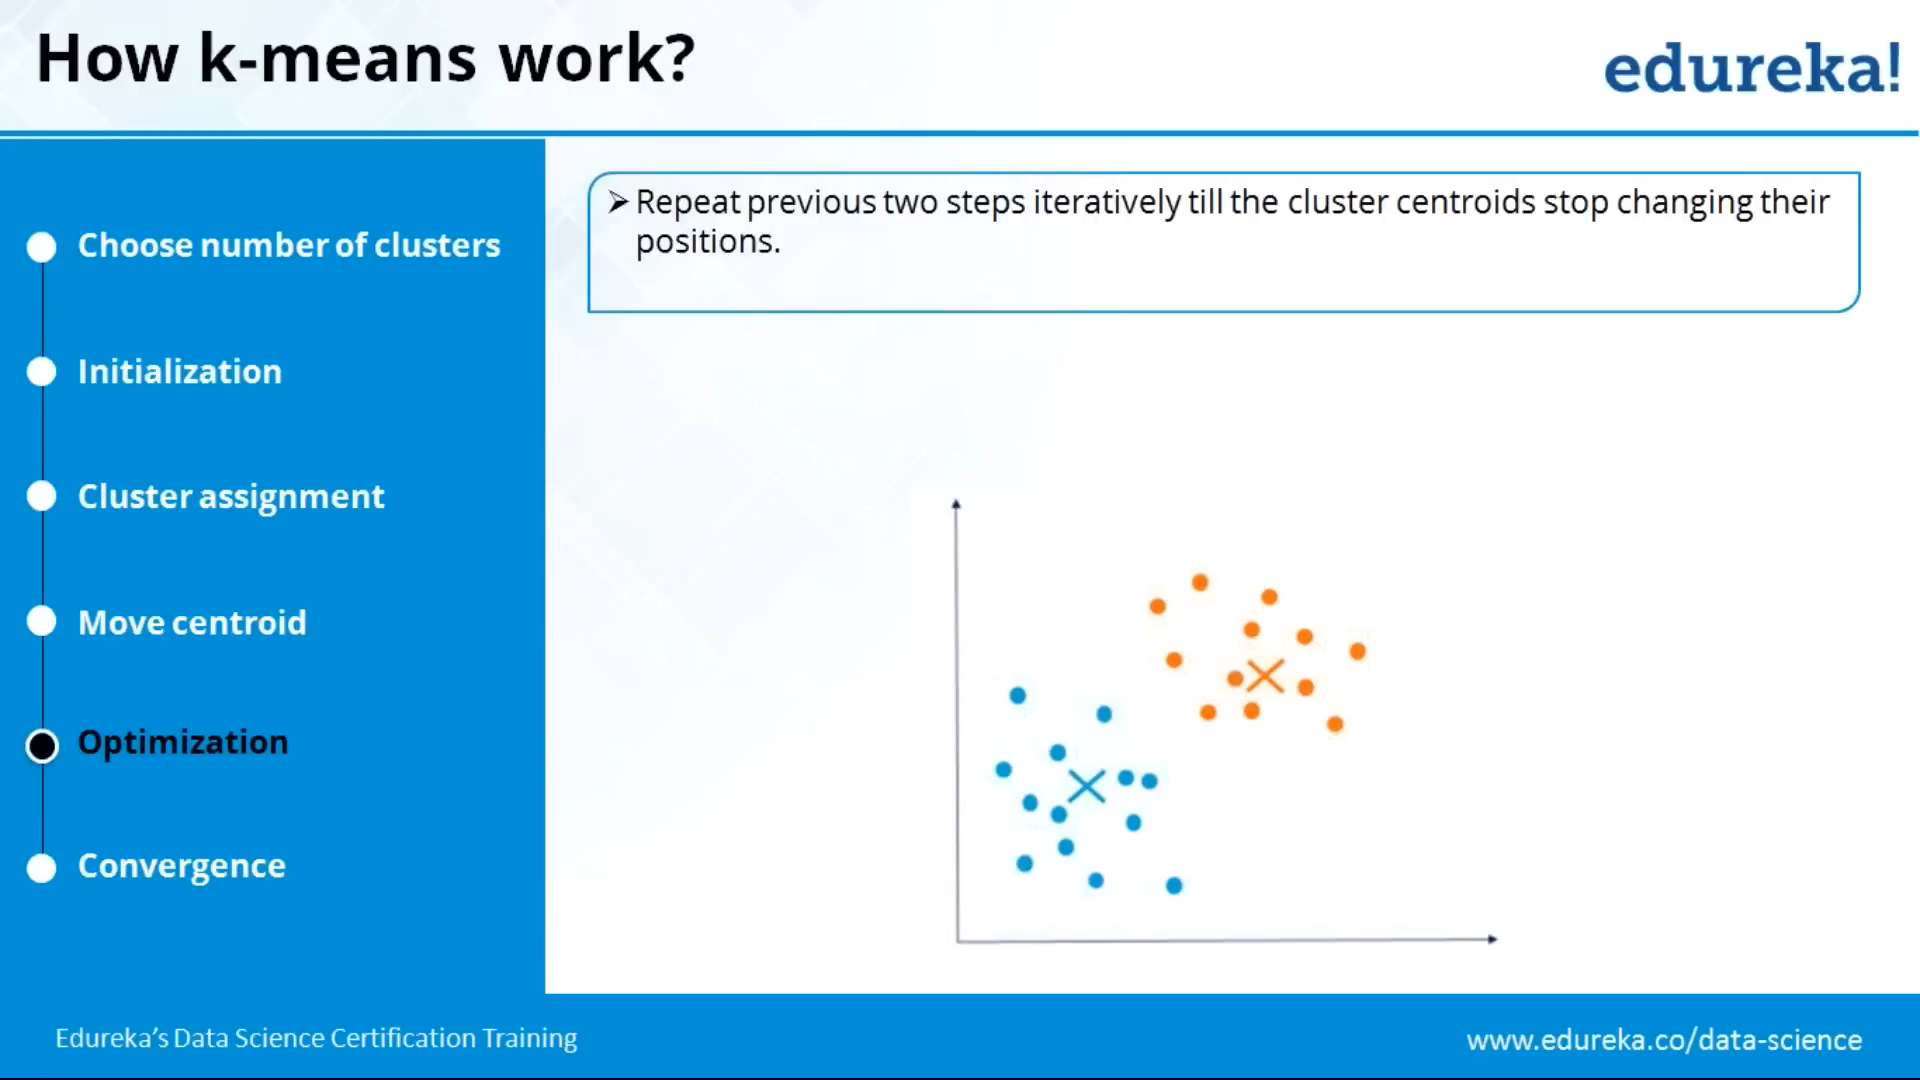 How k-means work?
edureka!
Choose number of clusters
Initialization
Cluster assignment
Move centroid
Optimization
Convergence
➢ Repeat previous two steps iteratively till the cluster centroids stop changing their
positions.
Edureka’s Data Science Certification Training
www.edureka.co/data-science